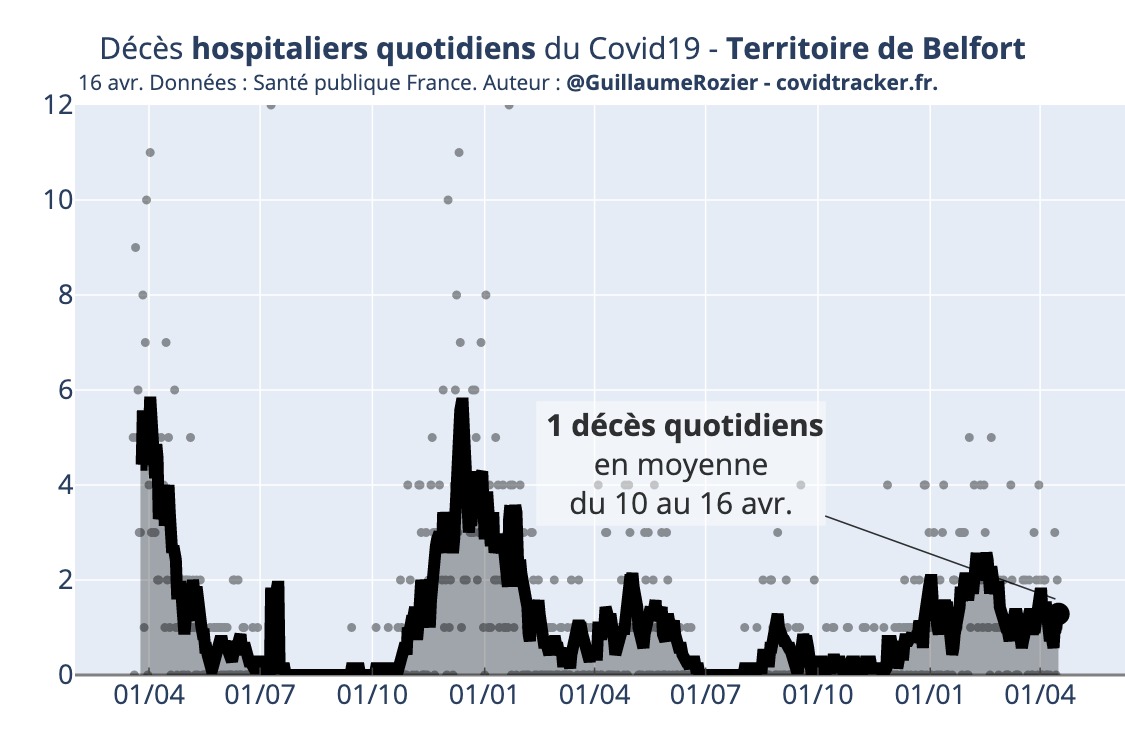 Décès hospitaliers quotidiens du Covid19 - Territoire de Belfort
16 avr. Données : Santé publique France. Auteur : @GuillaumeRozier - covidtracker.fr.
12
10
8
6
4
2
0
1 décès quotidiens
en moyenne
du 10 au 16 avr.
01/04 01/07 01/10 01/01 01/04 01/07 01/10 01/01 01/04